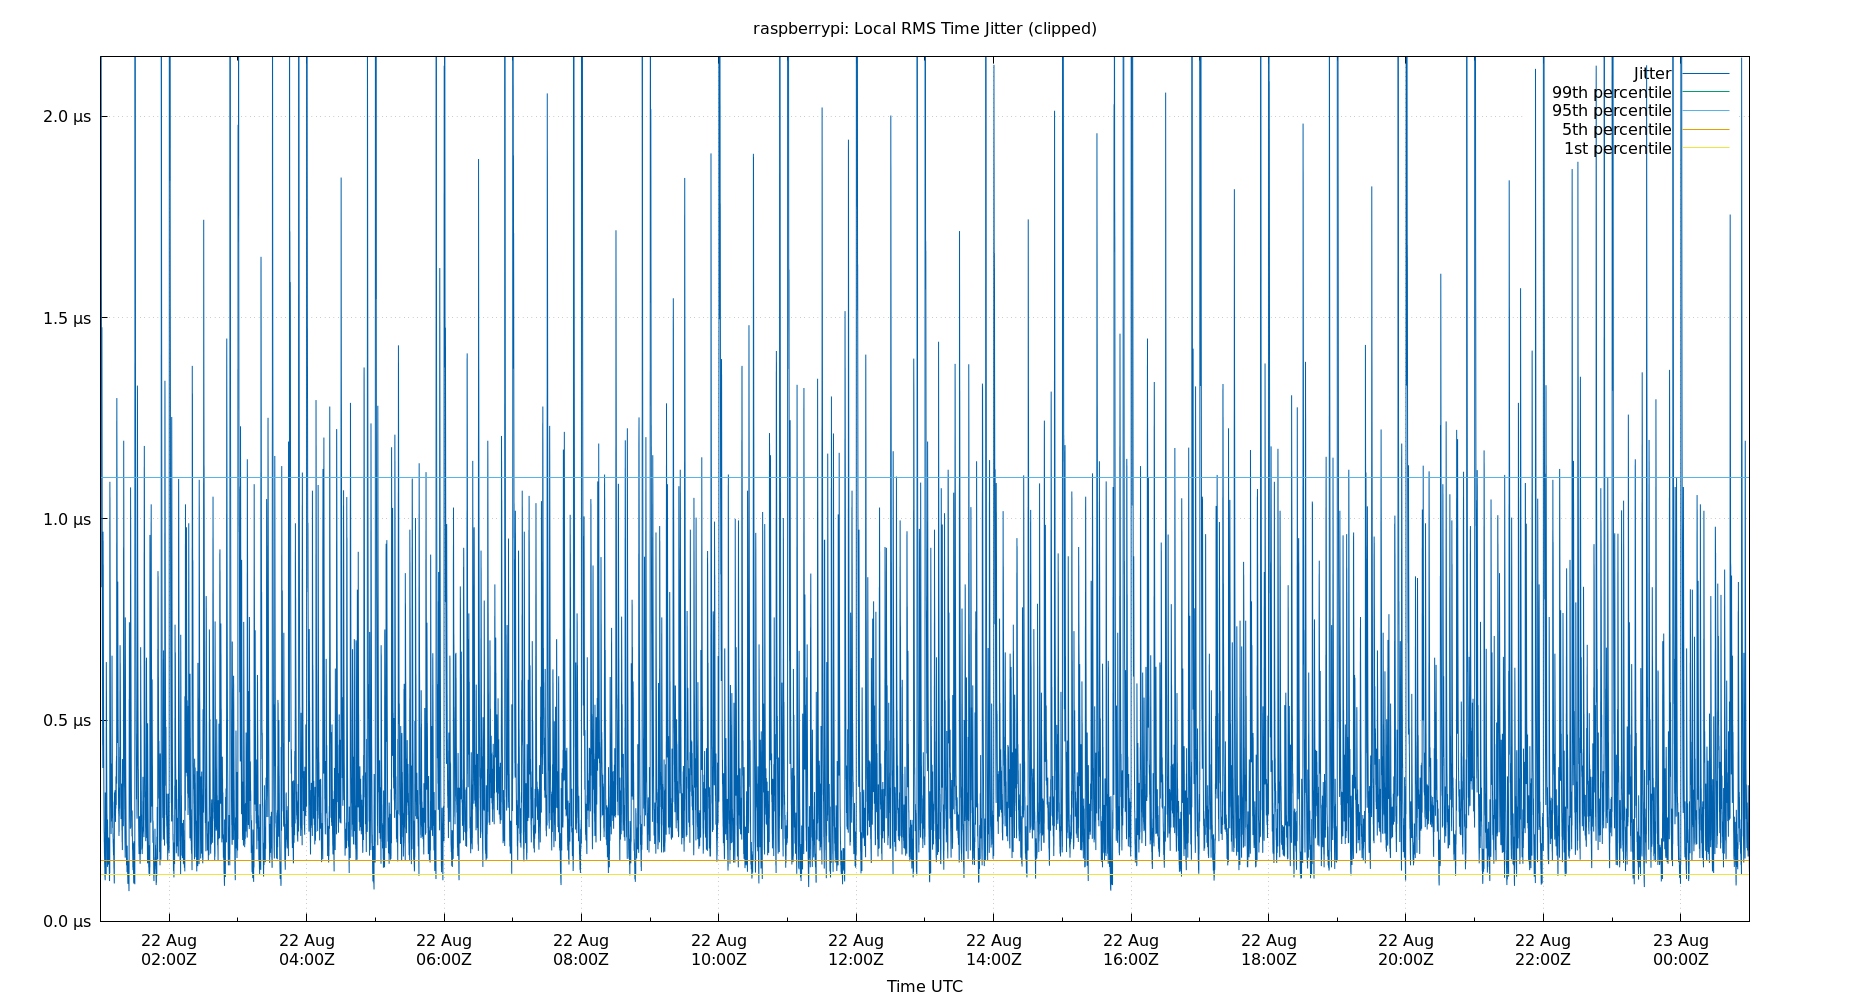 raspberrypi: Local RMS Time Jitter (clipped)
Jitter
99th percentile
95th percentile
5th percentile
1st percentile
2.0 µs
1.5 µs
1.0 µs
0.5 µs
0.0 µs
22 Aug 22 Aug 22 Aug 22 Aug 22 Aug 22 Aug 22 Aug 22 Aug 22 Aug 22 Aug 22 Aug 23 Aug
02:00Z 04:00Z 06:00Z 08:00Z 10:00Z 12:00Z 14:00Z 16:00Z 18:00Z 20:00Z 22:00Z 00:00Z
Time UTC